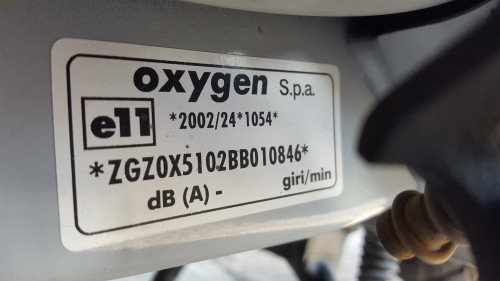 oxygen S.p.a.
e11 *2002/24*1054*
*ZGZ0X5102BB010846*
dB (A) - giri/min